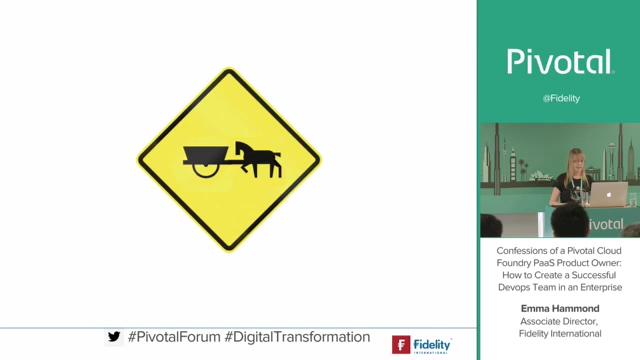 Pivotal
@Fidelity
Pivotal
Confessions of a Pivotal Cloud
Foundry PaaS Product Owner:
How to Create a Successful
Devops Team in an Enterprise
Emma Hammond
Associate Director,
Fidelity International
#PivotalForum #DigitalTransformation
Fidelity
INTERNATIONAL